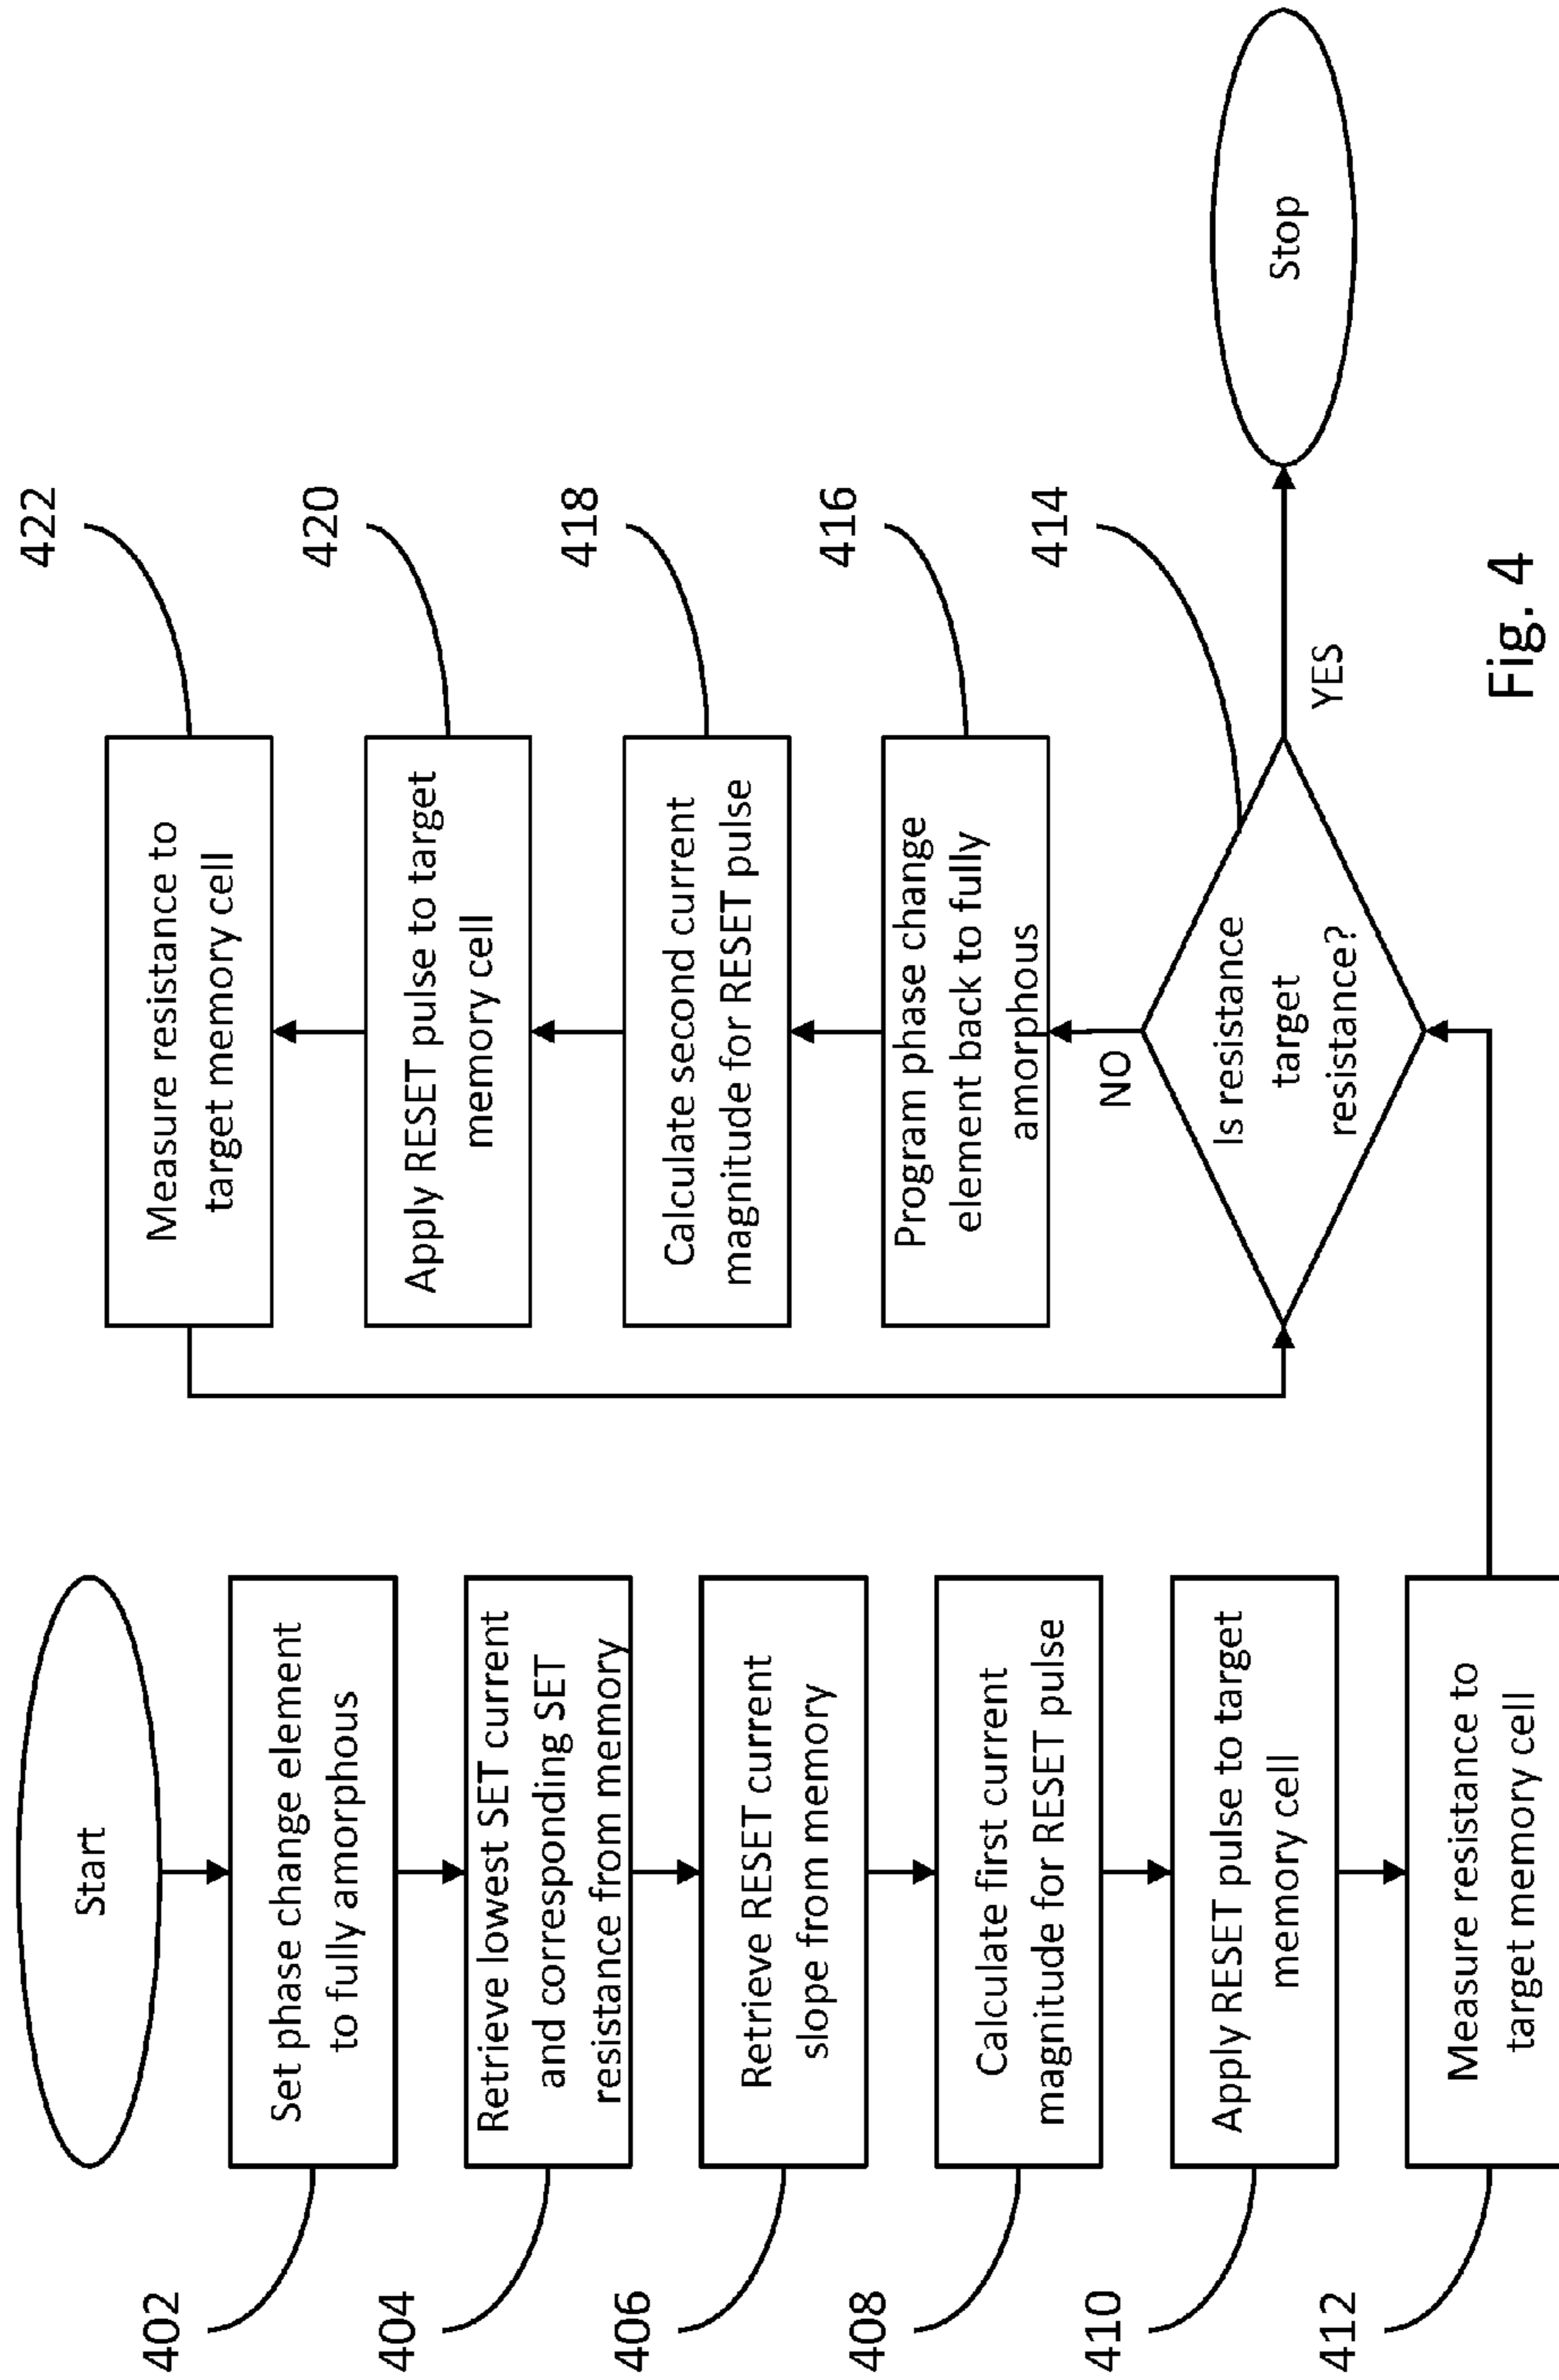 Start
402
Set phase change element
to fully amorphous
404
Retrieve lowest SET current
and corresponding SET
resistance from memory
406
Retrieve RESET current
slope from memory
408
Calculate first current
magnitude for RESET pulse
410
Apply RESET pulse to target
memory cell
412
Measure resistance to
target memory cell
Is resistance
target
resistance?
414
YES
Stop
NO
Program phase change
element back to fully
amorphous
416
Calculate second current
magnitude for RESET pulse
418
Apply RESET pulse to target
memory cell
420
Measure resistance to
target memory cell
422
Fig. 4